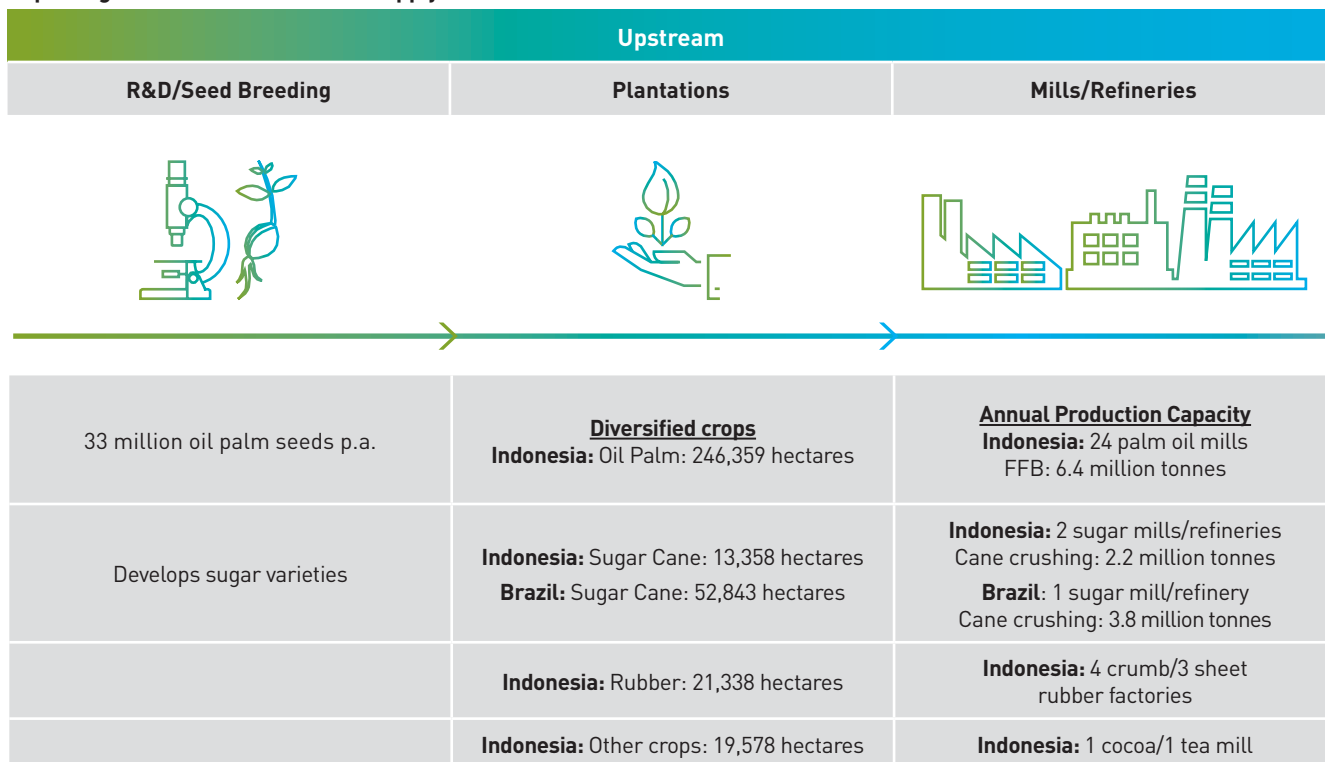 Upstream
R&D/Seed Breeding
Plantations
Mills/Refineries
33 million oil palm seeds p.a.
Diversified crops
Indonesia: Oil Palm: 246,359 hectares
Annual Production Capacity
Indonesia: 24 palm oil mills
FFB: 6.4 million tonnes
Develops sugar varieties
Indonesia: Sugar Cane: 13,358 hectares
Brazil: Sugar Cane: 52,843 hectares
Indonesia: 2 sugar mills/refineries
Cane crushing: 2.2 million tonnes
Brazil: 1 sugar mill/refinery
Cane crushing: 3.8 million tonnes
Indonesia: Rubber: 21,338 hectares
Indonesia: 4 crumb/3 sheet
rubber factories
Indonesia: Other crops: 19,578 hectares
Indonesia: 1 cocoa/1 tea mill